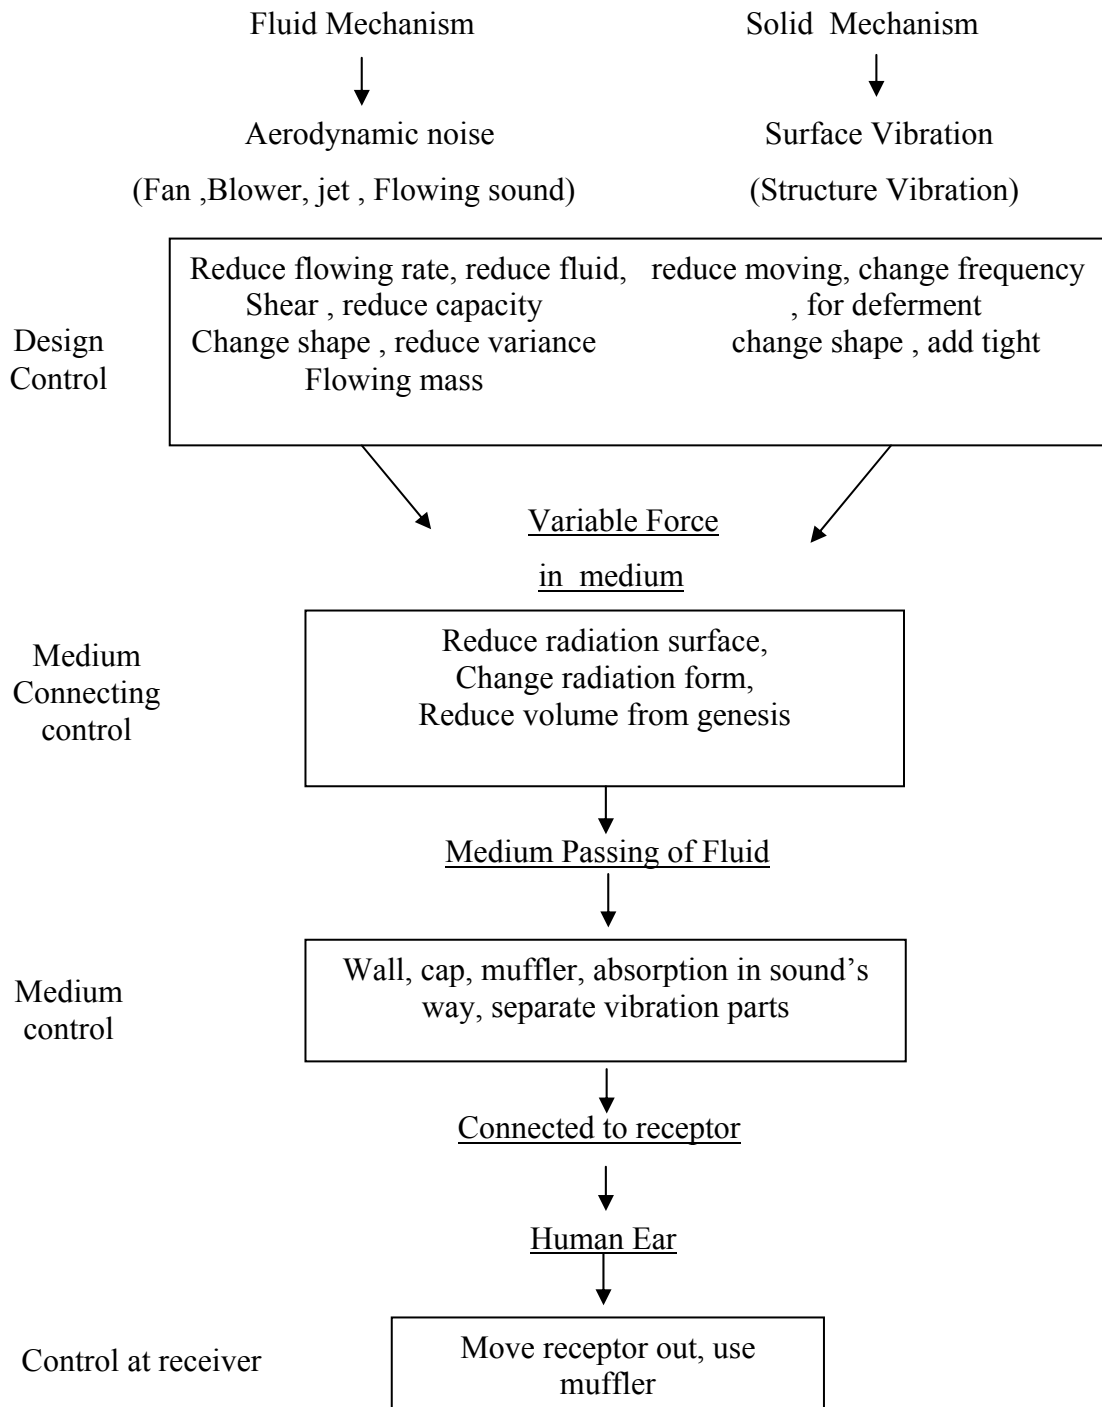 Fluid Mechanism
Solid Mechanism
Aerodynamic noise
Surface Vibration
(Fan ,Blower, jet , Flowing sound)
(Structure Vibration)
Design
Control
Reduce flowing rate, reduce fluid,
Shear , reduce capacity
Change shape , reduce variance
Flowing mass
reduce moving, change frequency
, for deferment
change shape , add tight
Variable Force
in medium
Medium
Connecting
control
Reduce radiation surface,
Change radiation form,
Reduce volume from genesis
Medium Passing of Fluid
Medium
control
Wall, cap, muffler, absorption in sound’s
way, separate vibration parts
Connected to receptor
Human Ear
Control at receiver
Move receptor out, use
muffler